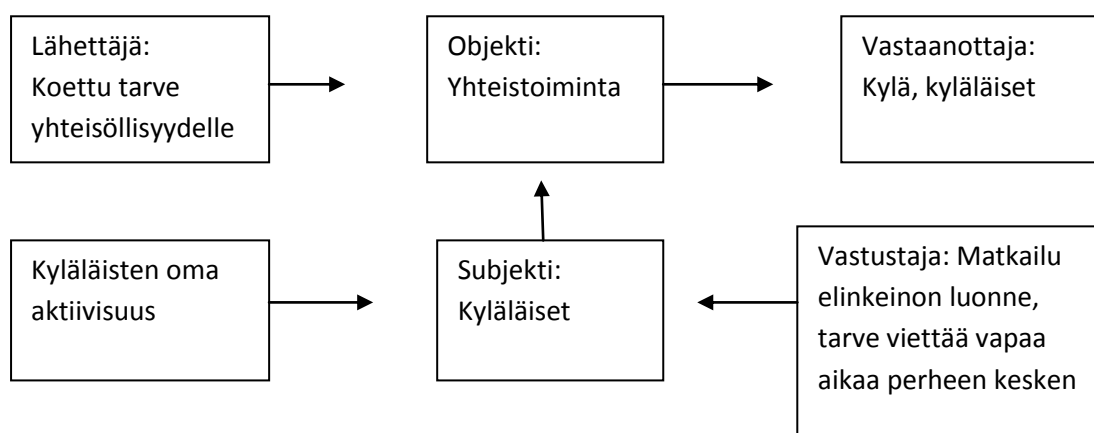 Lähettäjä:
Koettu tarve
yhteisöllisyydelle
Objekti:
Yhteistoiminta
Vastaanottaja:
Kylä, kyläläiset
Kyläläisten oma
aktiivisuus
Subjekti:
Kyläläiset
Vastustaja: Matkailu
elinkeinon luonne,
tarve viettää vapaa
aikaa perheen kesken